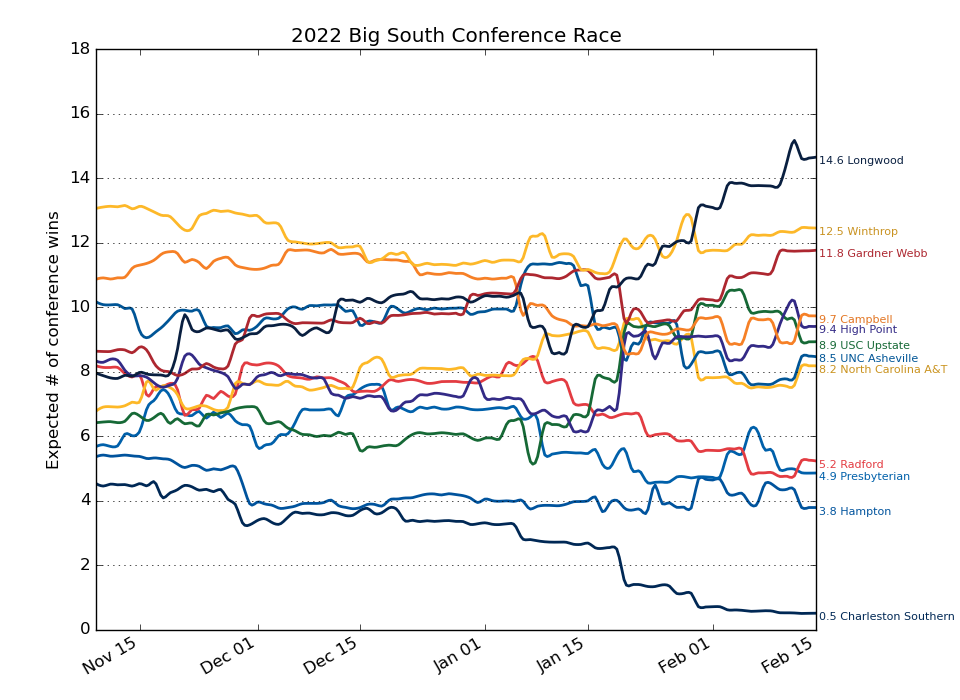 2022 Big South Conference Race
Expected # of conference wins
18
16
14
12
10
8
6
4
2
0
14.6 Longwood
12.5 Winthrop
11.8 Gardner Webb
9.7 Campbell
9.4 High Point
8.9 USC Upstate
8.5 UNC Asheville
8.2 North Carolina A&T
5.2 Radford
4.9 Presbyterian
3.8 Hampton
0.5 Charleston Southern
Nov 15
Dec 01
Dec 15
Jan 01
Jan 15
Feb 01
Feb 15